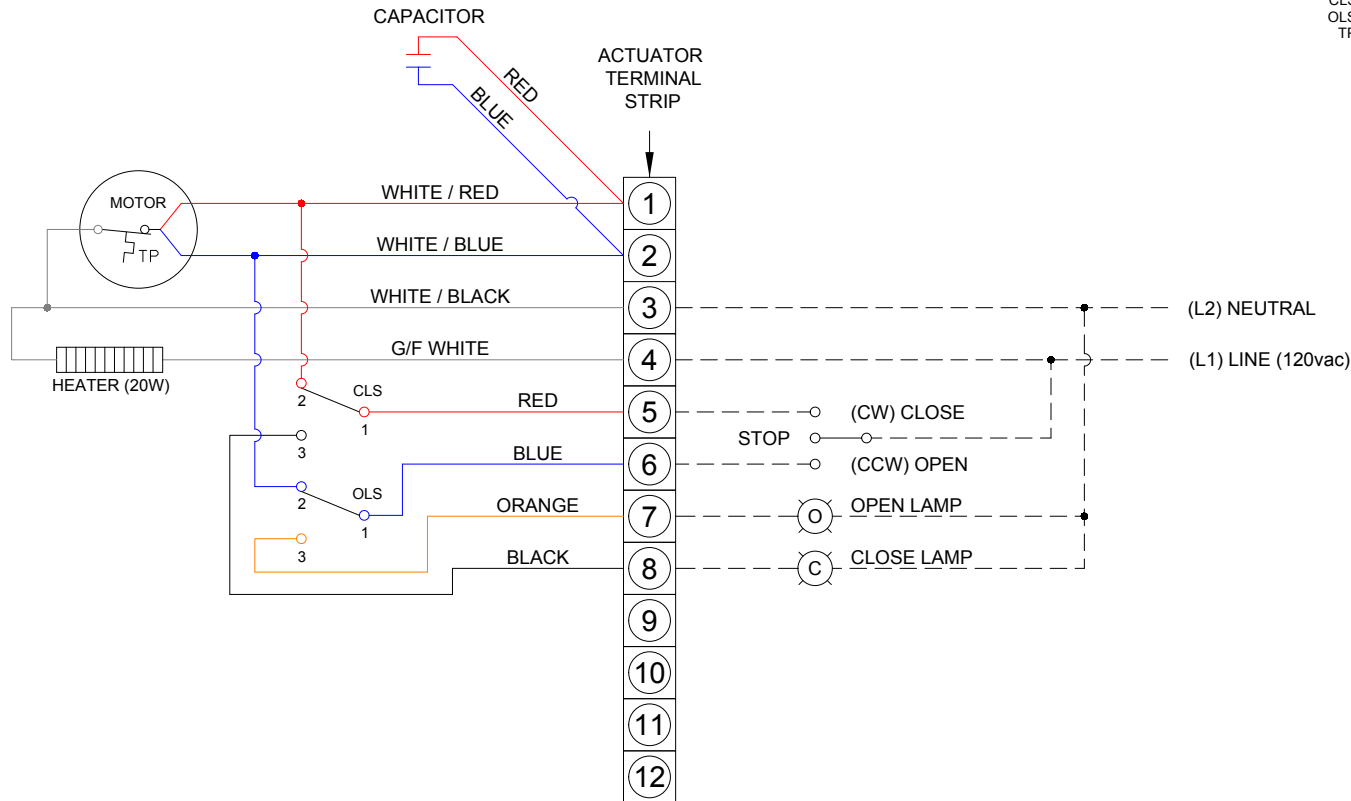 CAPACITOR
ACTUATOR
TERMINAL
STRIP
RED
BLUE
MOTOR
TP
WHITE / RED
1
WHITE / BLUE
2
WHITE / BLACK
3
(L2) NEUTRAL
G/F WHITE
4
(L1) LINE (120vac)
HEATER (20W)
2
CLS
1
RED
5
(CW) CLOSE
STOP
3
BLUE
6
(CCW) OPEN
2
OLS
1
ORANGE
7
O
OPEN LAMP
3
BLACK
8
C
CLOSE LAMP
9
10
11
12